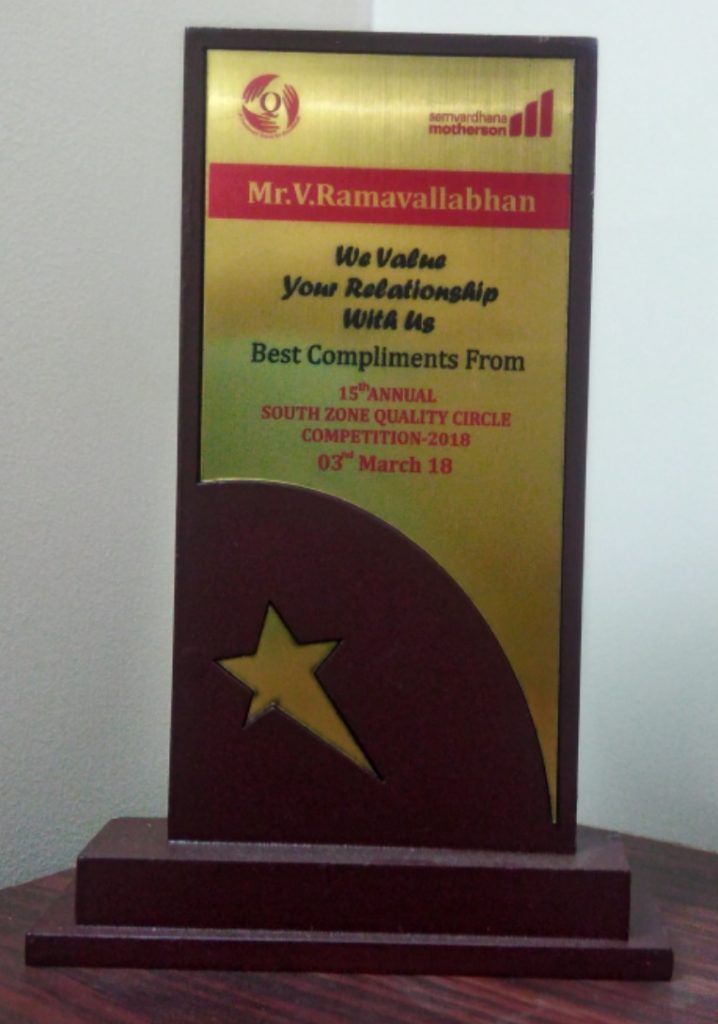 Q
samvardhana
motherson
Mr.V.Ramavallabhan
We Value
Your Relationship
With Us
Best Compliments From
15th ANNUAL
SOUTH ZONE QUALITY CIRCLE
COMPETITION-2018
03rd March 18